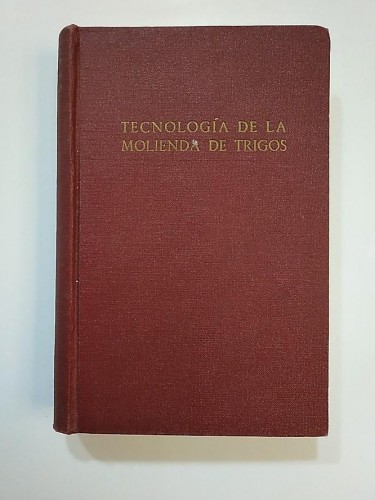 TECNOLOGÍA DE LA
MOLIENDA DE TRIGOS